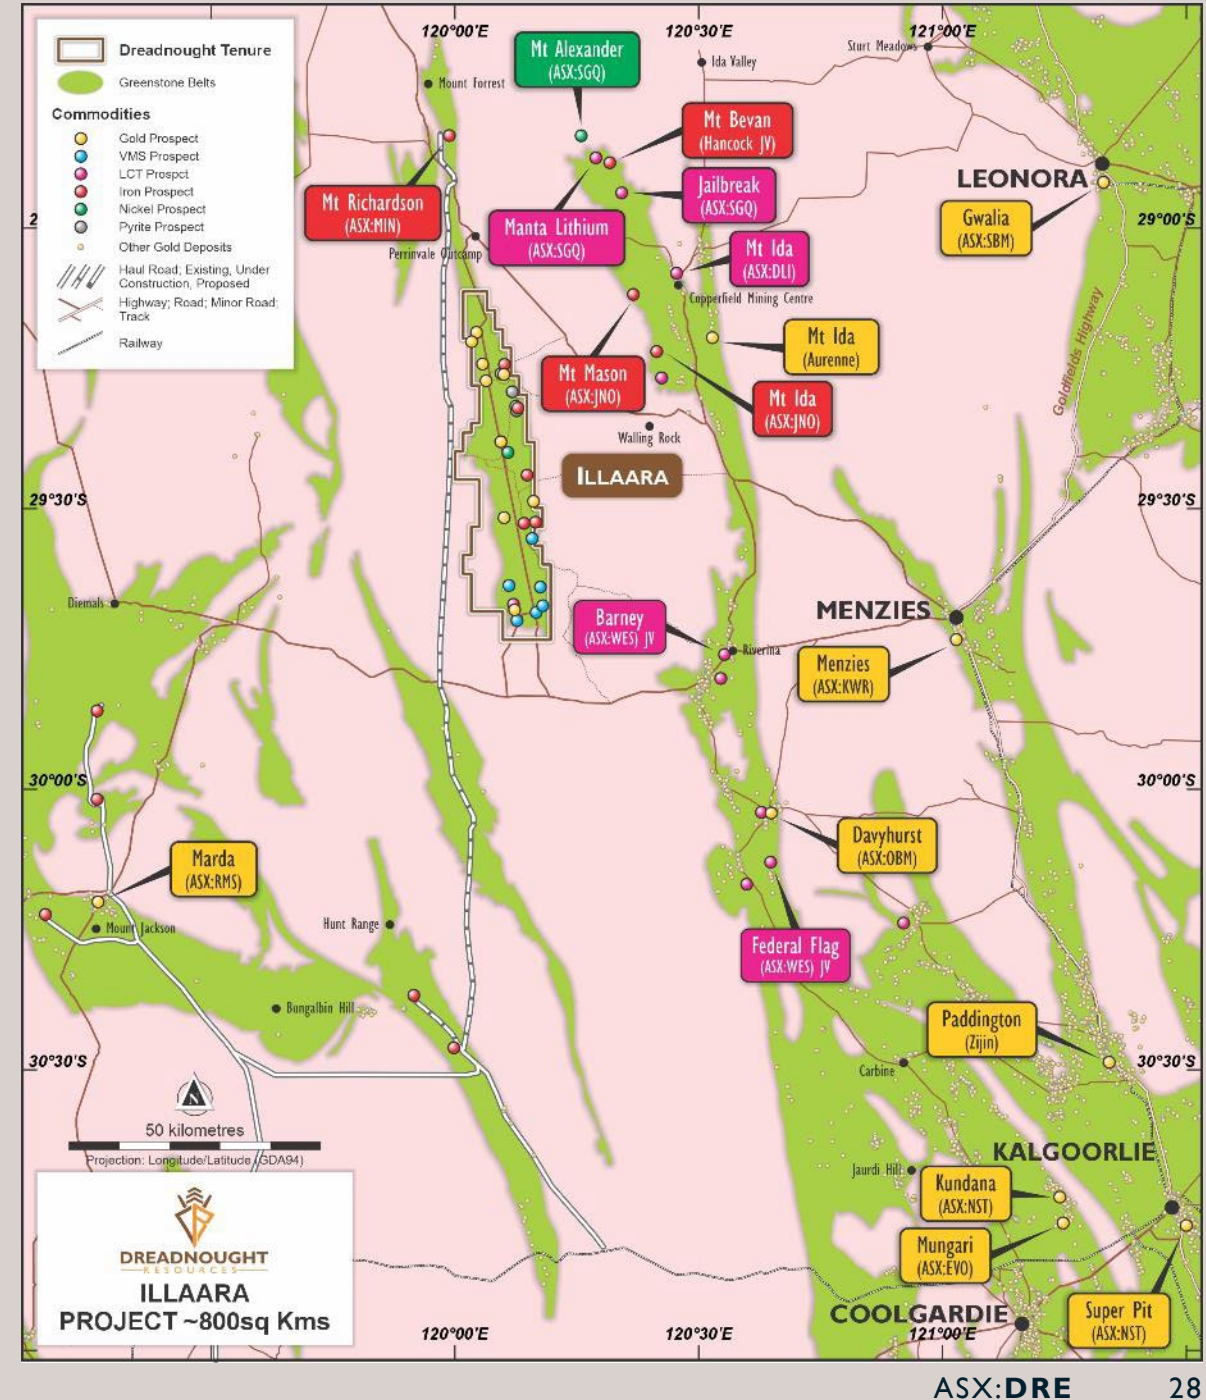 120°00'E
120°30'E
121°00'E
Dreadnought Tenure
Greenstone Belts
Commodities
Gold Prospect
VMS Prospect
LCT Prospct
Iron Prospect
Nickel Prospect
Pyrite Prospect
Other Gold Deposits
Haul Road; Existing, Under
Construction, Proposed
Highway; Road; Minor Road;
Track
Railway
Mt Alexander
(ASX:SGQ)
Sturt Meadows
Ida Valley
Mount Forrest
Mt Bevan
(Hancock JV)
LEONORA
Jailbreak
(ASX:SGQ)
Mt Richardson
(ASX:MIN)
Manta Lithium
(ASX:SGQ)
Gwalia
(ASX:SBM)
2
29°00'S
Perrinvale Outcamp
Mt Ida
(ASX:DLI)
Copperfield Mining Centre
Goldfields Highway
Mt Ida
(Aurenne)
Mt Mason
(ASX:JNO)
Mt Ida
(ASX:JNO)
Walling Rock
ILLAARA
29°30'S
29°30'S
Diemals
Barney
(ASX:WES) JV
MENZIES
Riverina
Menzies
(ASX:KWR)
30°00'S
30°00'S
Davyhurst
(ASX:OBM)
Marda
(ASX:RMS)
Mount Jackson
Hunt Range
Federal Flag
(ASX:WES) JV
Bungalbin Hill
Paddington
(Zijin)
30°30'S
30°30'S
Carbine
N
50 kilometres
Projection: Longitude/Latitude (GDA94)
KALGOORLIE
Jaurdi Hill
Kundana
(ASX:NST)
Mungari
(ASX:EVO)
DREADNOUGHT
RESOURCES
ILLAARA
PROJECT ~800sq Kms
COOLGARDIE
Super Pit
(ASX:NST)
120°00'E
120°30'E
121°00'E
ASX:DRE
28